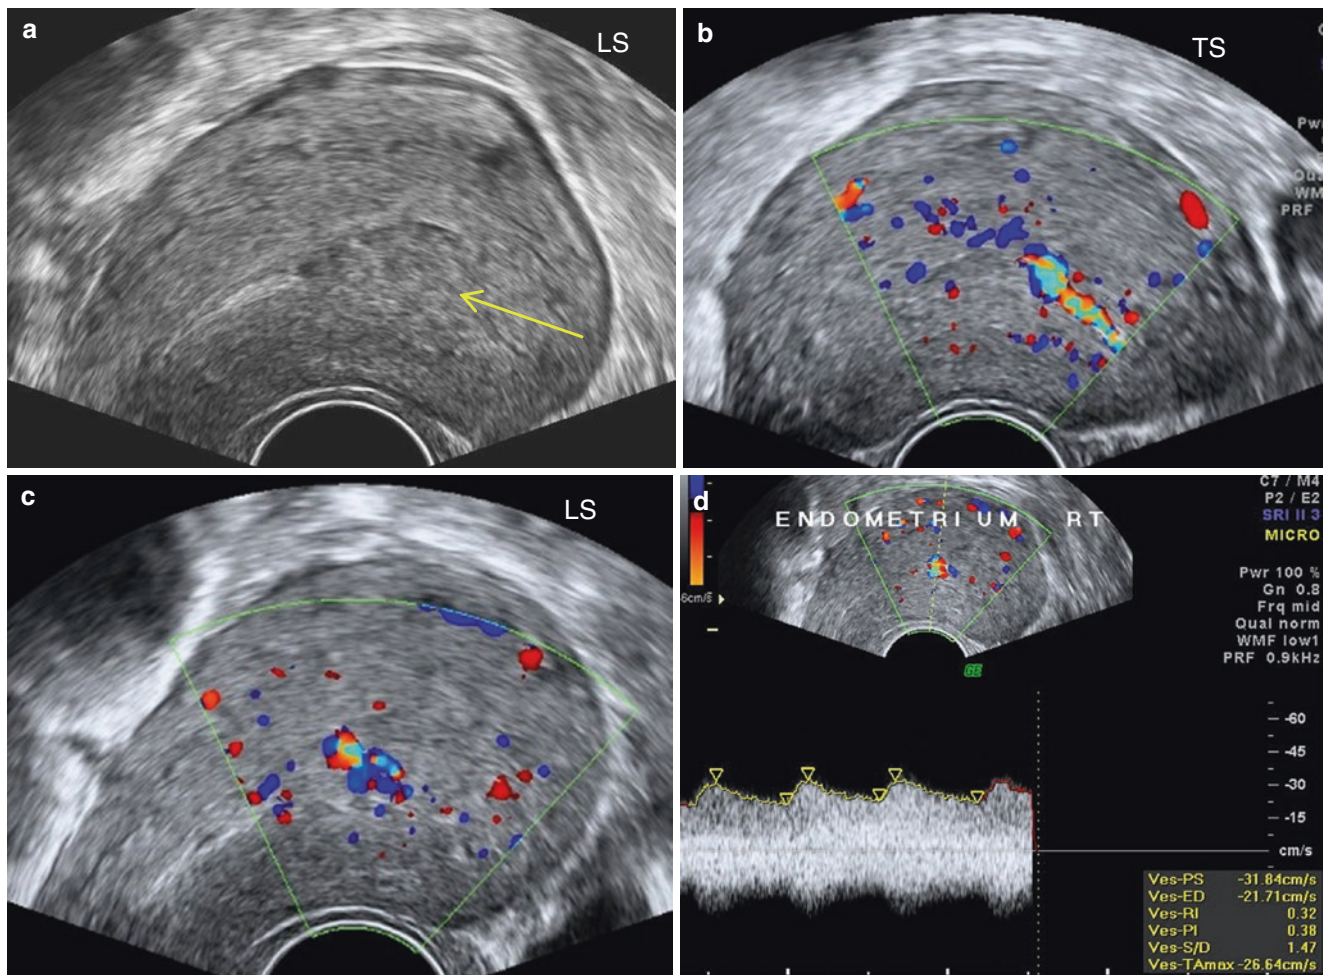 a
LS
b
TS
Pwr
Qua
WM
PRF
c
LS
d
ENDOMETRIUM RT
C7 / M4
P2 / E2
SRI II 3
MICRO
Pwr 100 %
Gn 0.8
Frq mid
Qual norm
WMF low1
PRF 0.9kHz
6cm/s
GE
-60
-45
-30
-15
cm/s
Ves-PS -31.84cm/s
Ves-ED -21.71cm/s
Ves-RI 0.32
Ves-PI 0.38
Ves-S/D 1.47
Ves-TAmax -26.64cm/s